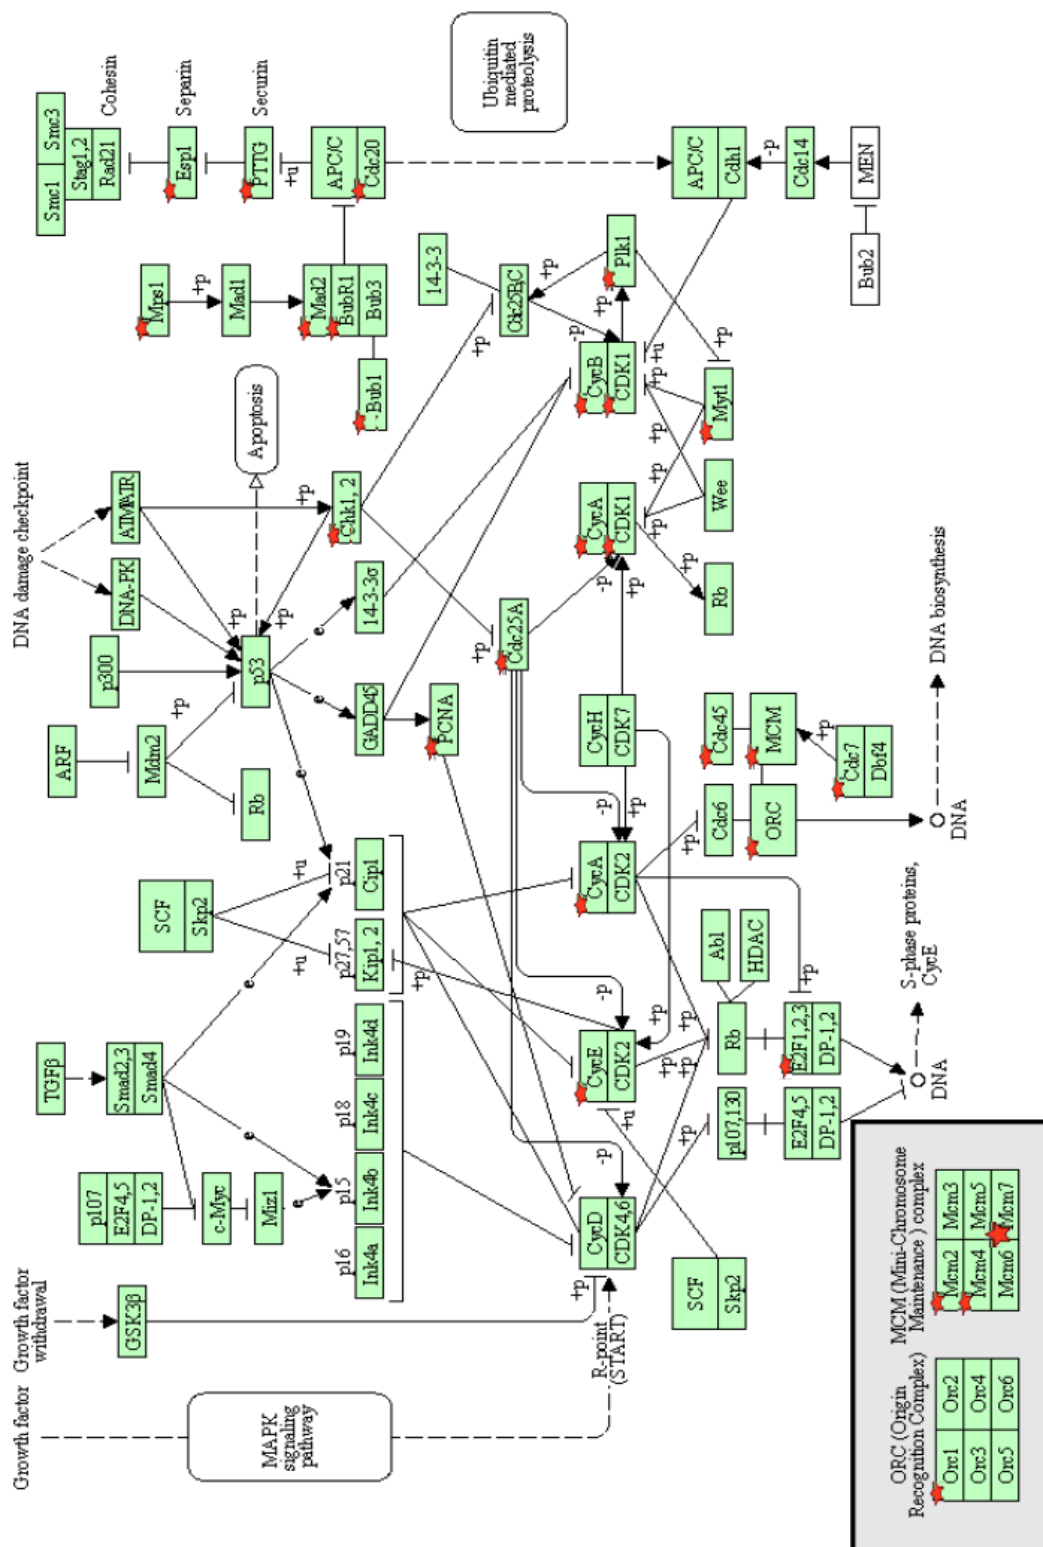 Growth factor
Growth factor
withdrawal
TGFβ
DNA damage checkpoint
MAPK
signaling
pathway
GSK3β
p107
E2F4,5
DP-1,2
Smad2,3
Smad4
c-Myc
Miz1
e
e
e
SCF
Skp2
+u
+u
ARF
Mdm2
Rb
p300
DNA-PK
ATM/ATR
+p
+p
+p
+p
p53
Apoptosis
e
e
e
p16
Ink4a
p15
Ink4b
p18
Ink4c
p19
Ink4d
p27,57
Kip1, 2
p21
Cip1
+p
GADD45
14-3-3σ
Chk1, 2
PCNA
Mps1
+p
Mad1
Mad2
BubR1
Bub3
Bub1
Smc1
Smc3
Stag1,2
Rad21
Cohesin
Esp1
Separin
PTTG
Securin
+u
APC/C
Cdc20
Ubiquitin
mediated
proteolysis
R-point
(START)
+p
CycD
CDK4,6
-p
CycE
CDK2
-p
+p
+u
CycA
CDK2
-p
+p
CycH
CDK7
Cdc25A
+p
CycA
CDK1
-p
+p
+p
+p
CycB
CDK1
-p
+p
+p
+p
+u
14-3-3
Cdc25B,C
+p
+p
Plk1
+p
APC/C
Cdh1
-p
Cdc14
MEN
Bub2
SCF
Skp2
+p
+p
+p
p107,130
E2F4,5
DP-1,2
Rb
Abl
HDAC
E2F1,2,3
DP-1,2
+p
DNA
S-phase proteins,
CycE
+p
Cdc6
ORC
Cdc45
MCM
+p
Cdc7
Dbf4
DNA
DNA biosynthesis
Rb
+p
Wee
Myt1
ORC (Origin
Recognition Complex)
Orc1
Orc2
Orc3
Orc4
Orc5
Orc6
MCM (Mini-Chromosome
Maintenance ) complex
Mcm2
Mcm3
Mcm4
Mcm5
Mcm6
Mcm7